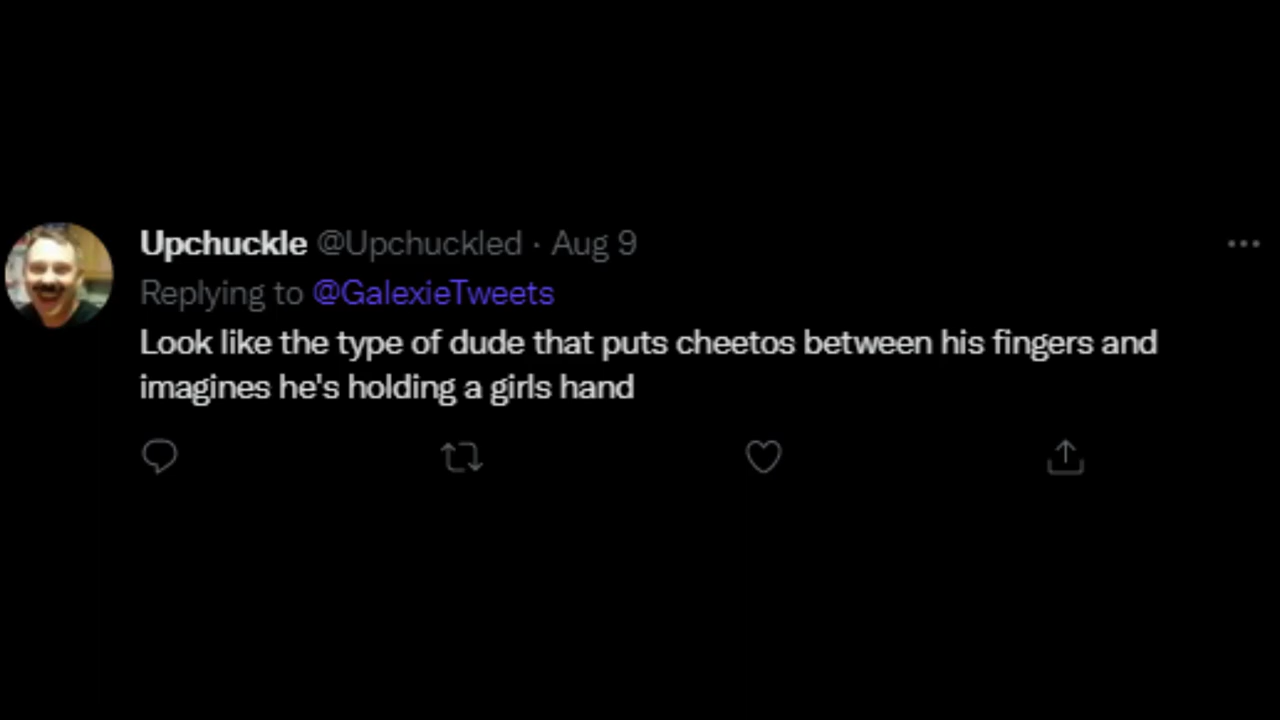 Upchuckle @Upchuckled · Aug 9
Replying to @GalexieTweets
Look like the type of dude that puts cheetos between his fingers and
imagines he's holding a girls hand